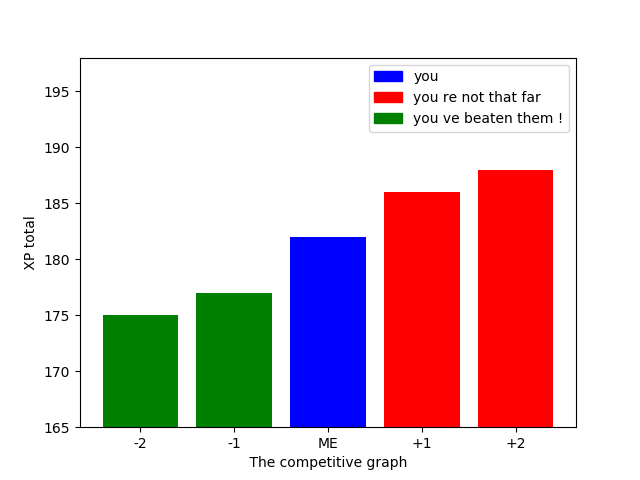 you
you re not that far
you ve beaten them !
195
190
185
180
175
170
165
XP total
-2 -1 ME +1 +2
The competitive graph